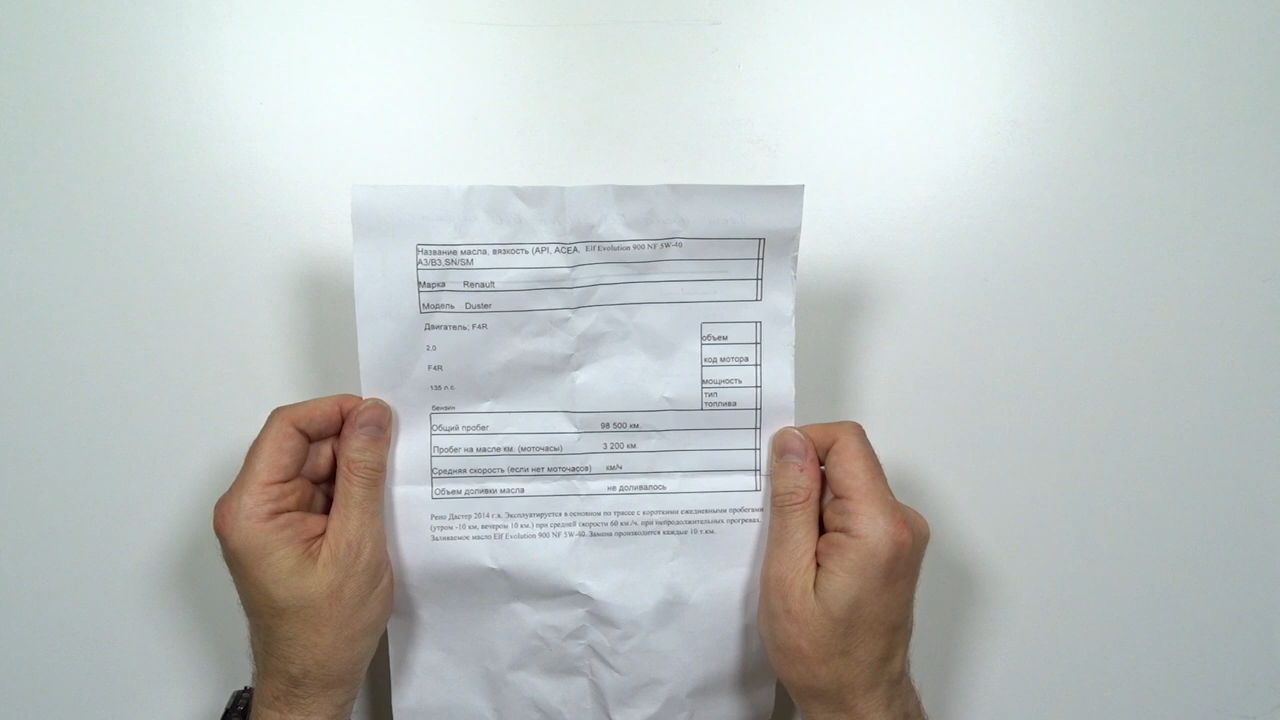 Название масла, вязкость (API, ACEA, Elf Evolution 900 NF 5W-40
A3/B3,SN/SM
Марка Renault
Модель Duster
Двигатель; F4R
объем
2,0
код мотора
F4R
мощность
135 л.с.
тип
топлива
бензин
Общий пробег 98 500 км.
Пробег на масле км. (моточасы) 3 200 км.
Средняя скорость (если нет моточасов) км/ч
Объем доливки масла не доливалось
Рено Дастер 2014 г.в. Эксплуатируется в основном по трассе с короткими ежедневными пробегами
(утром -10 км, вечером 10 км.) при средней скорости 60 км./ч. при непродолжительных прогревах.
Заливаемое масло Elf Evolution 900 NF 5W-40. Замена производится каждые 10 т.км.